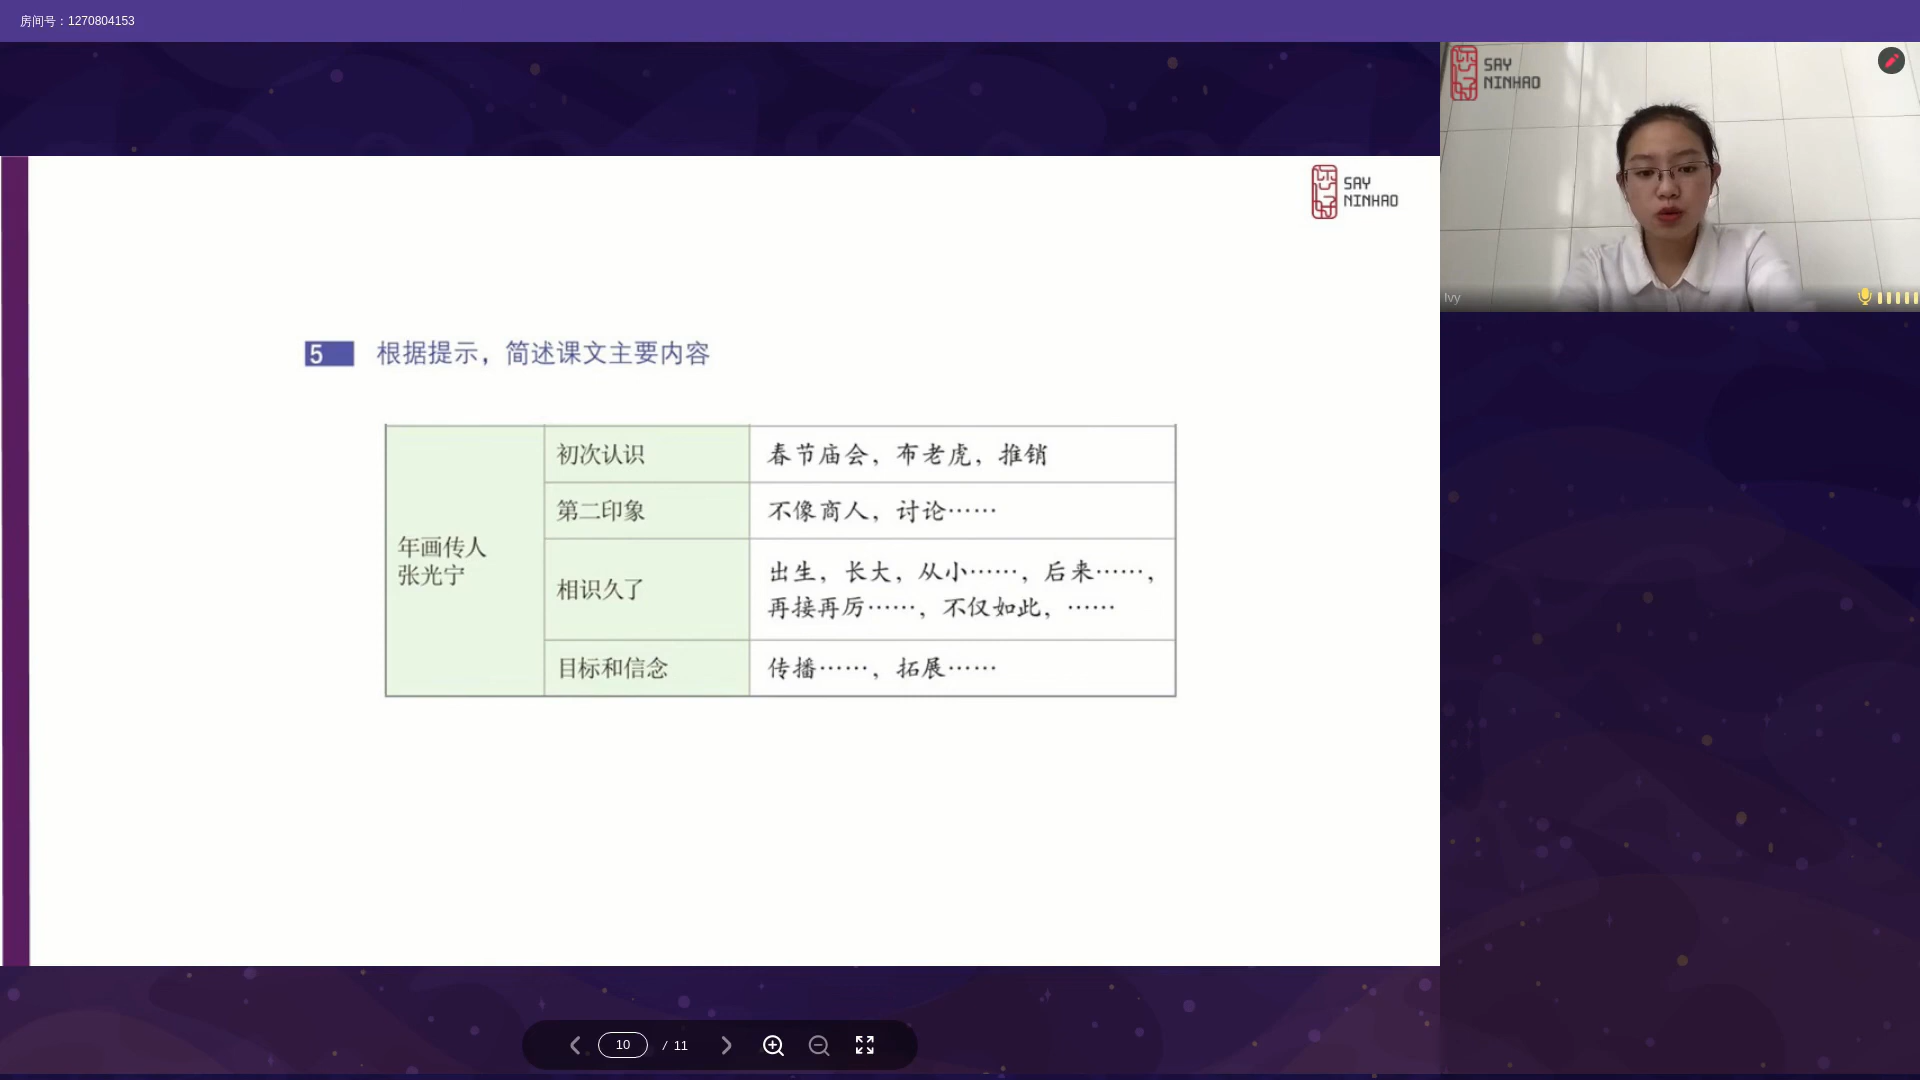 房间号：1270804153
SAY
NINHAO
SAY
NINHAO
Ivy
5 根据提示，简述课文主要内容
年画传人
张光宁
初次认识 春节庙会，布老虎，推销
第二印象 不像商人，讨论……
相识久了 出生，长大，从小……，后来……，
再接再厉……，不仅如此，……
目标和信念 传播……，拓展……
10 / 11